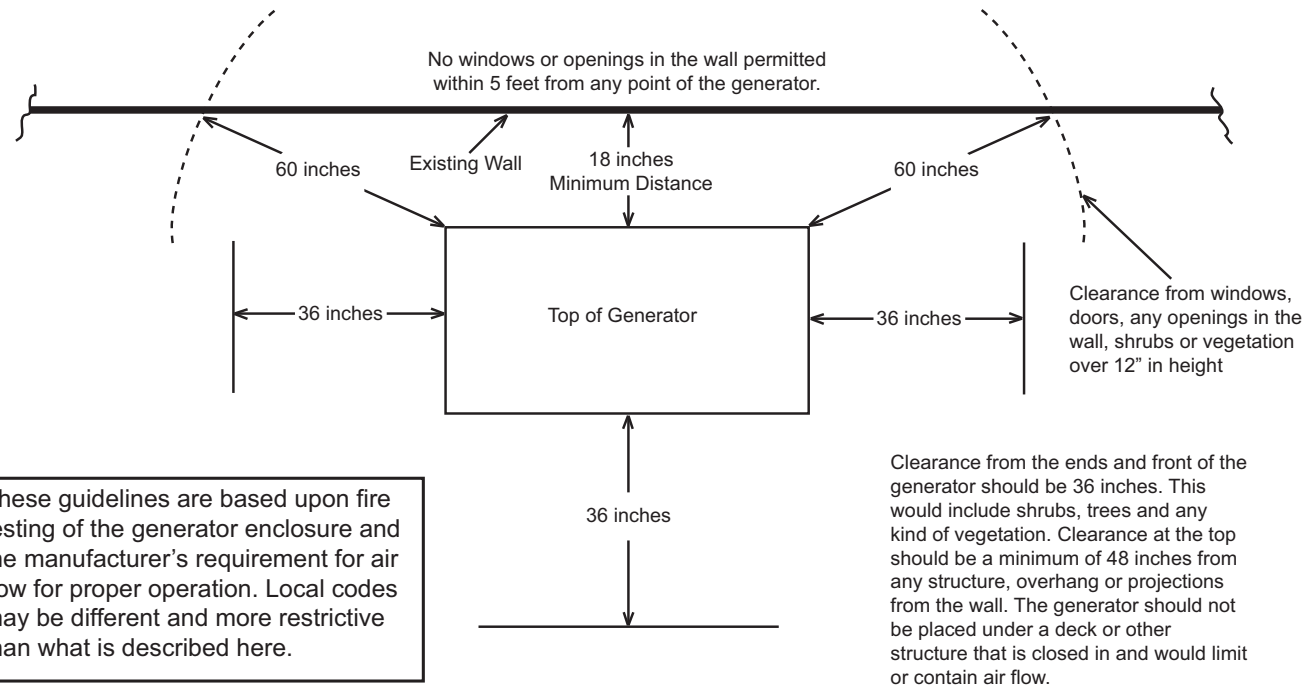 No windows or openings in the wall permitted
within 5 feet from any point of the generator.
60 inches
Existing Wall
18 inches
Minimum Distance
60 inches
36 inches
Top of Generator
36 inches
Clearance from windows,
doors, any openings in the
wall, shrubs or vegetation
over 12” in height
36 inches
hese guidelines are based upon fire
esting of the generator enclosure and
he manufacturer’s requirement for air
ow for proper operation. Local codes
may be different and more restrictive
han what is described here.
Clearance from the ends and front of the
generator should be 36 inches. This
would include shrubs, trees and any
kind of vegetation. Clearance at the top
should be a minimum of 48 inches from
any structure, overhang or projections
from the wall. The generator should not
be placed under a deck or other
structure that is closed in and would limit
or contain air flow.